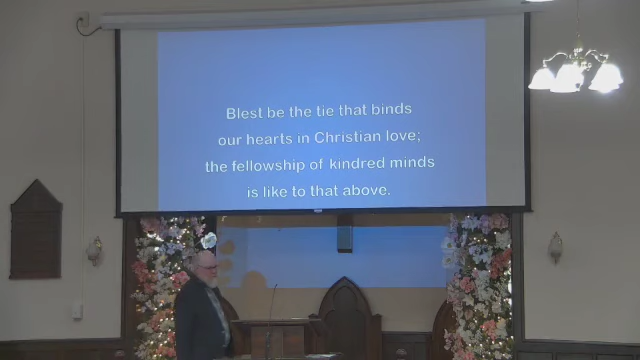 Blest be the tie that binds
our hearts in Christian love;
the fellowship of kindred minds
is like to that above.